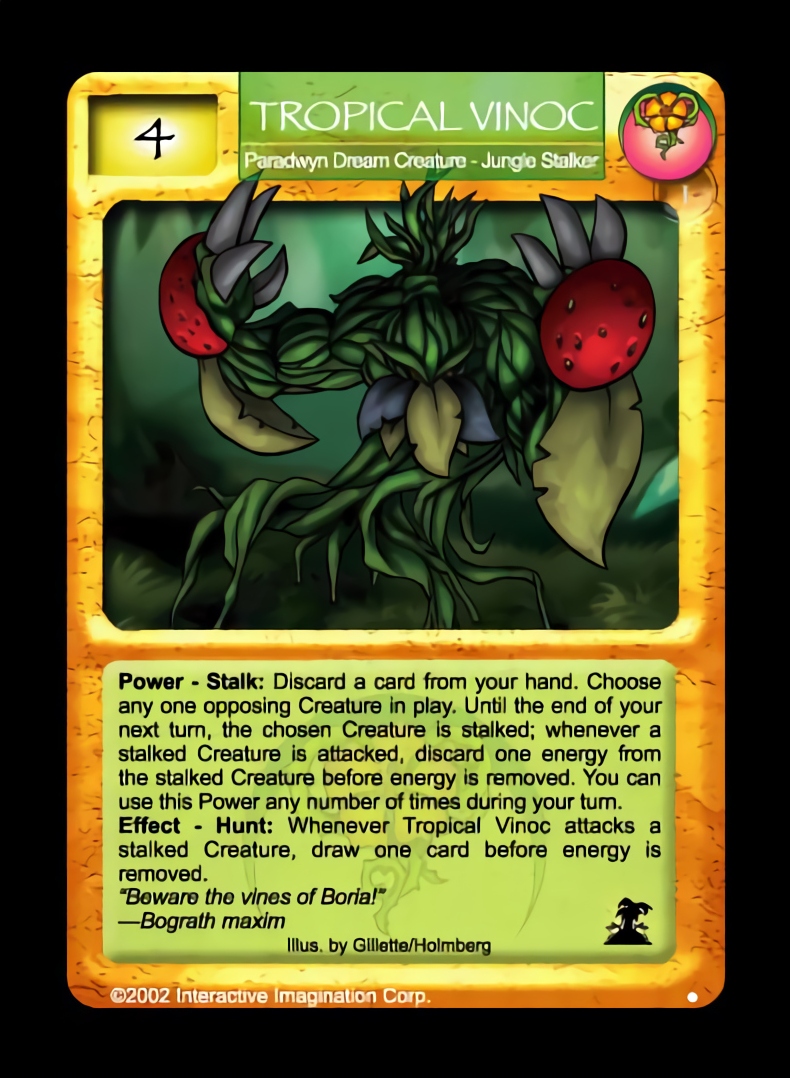 4
TROPICAL VINOC
Paradwyn Dream Creature - Jungle Stalker
1
Power - Stalk: Discard a card from your hand. Choose
any one opposing Creature in play. Until the end of your
next turn, the chosen Creature is stalked; whenever a
stalked Creature is attacked, discard one energy from
the stalked Creature before energy is removed. You can
use this Power any number of times during your turn.
Effect - Hunt: Whenever Tropical Vinoc attacks a
stalked Creature, draw one card before energy is
removed.
"Beware the vines of Boria!"
—Bograth maxim
Illus. by Gillette/Holmberg
©2002 Interactive Imagination Corp.